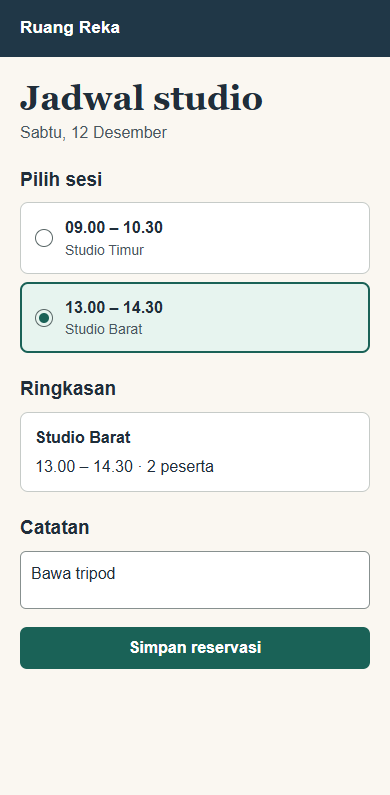 Ruang Reka
Jadwal studio
Sabtu, 12 Desember
Pilih sesi
09.00 – 10.30
Studio Timur
13.00 – 14.30
Studio Barat
Ringkasan
Studio Barat
13.00 – 14.30 · 2 peserta
Catatan
Bawa tripod
Simpan reservasi